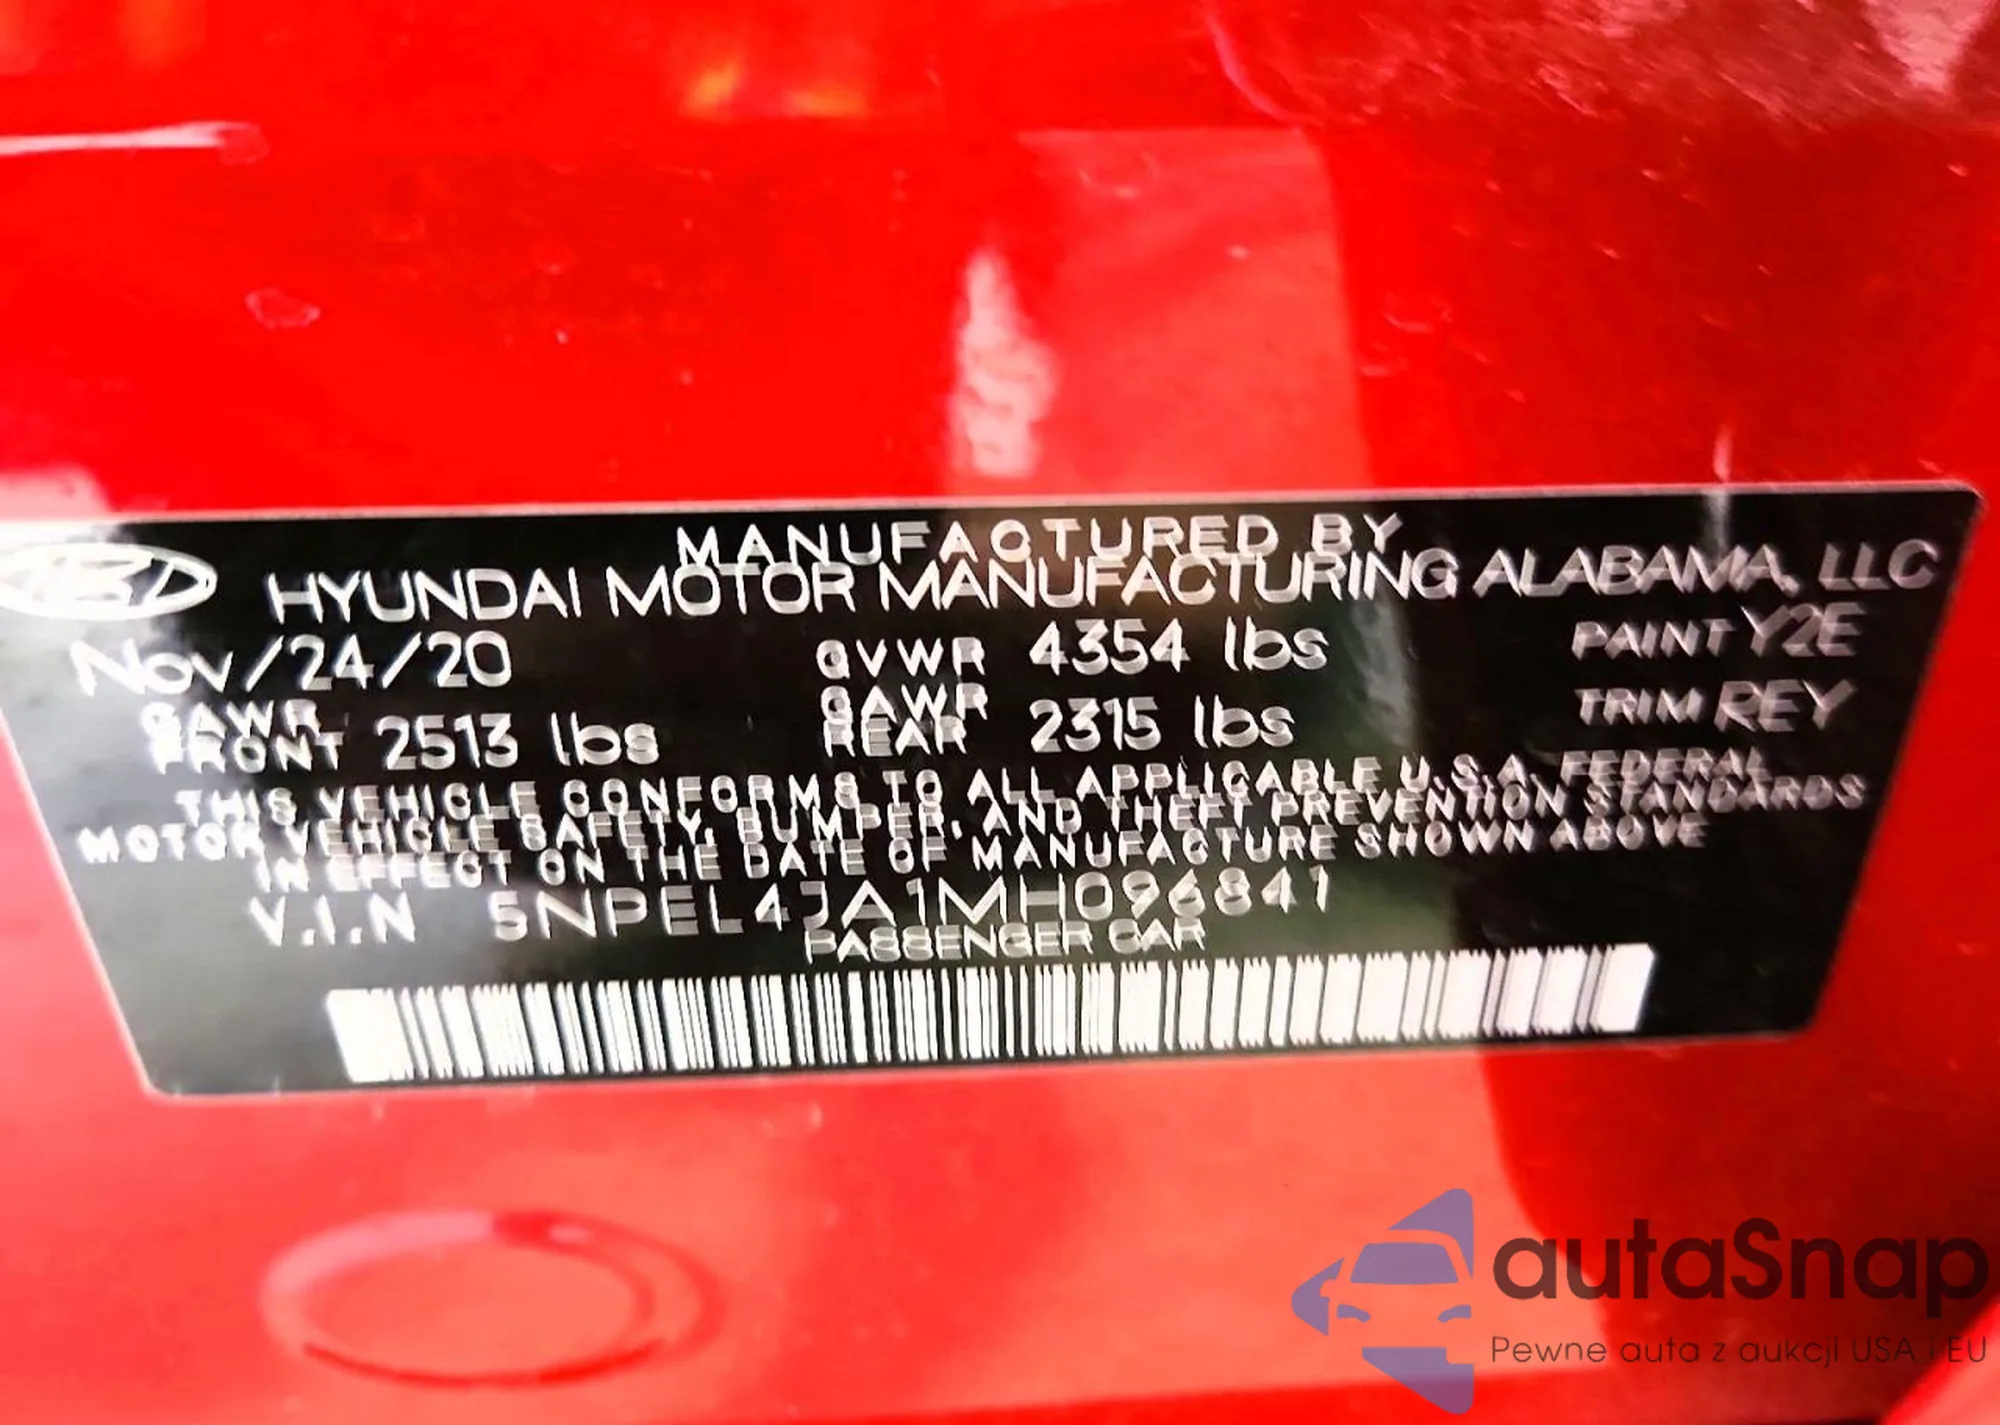 MANUFACTURED BY
HYUNDAI MOTOR MANUFACTURING ALABAMA, LLC
Nov/24/20 GVWR 4354 lbs PAINT Y2E
GAWR FRONT 2513 lbs GAWR REAR 2315 lbs TRIM REY
THIS VEHICLE CONFORMS TO ALL APPLICABLE U.S.A. FEDERAL
MOTOR VEHICLE SAFETY, BUMPER, AND THEFT PREVENTION STANDARDS
IN EFFECT ON THE DATE OF MANUFACTURE SHOWN ABOVE
V.I.N 5NPEL4JA1MH096841
PASSENGER CAR
autaSnap
Pewne auta z aukcji USA i EU